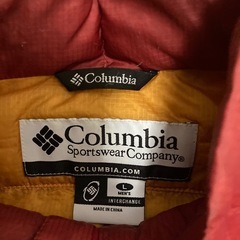 Columbia
Columbia
Sportswear Company®
COLUMBIA.COM
L
MEN'S
INTERCHANGE
MADE IN CHINA